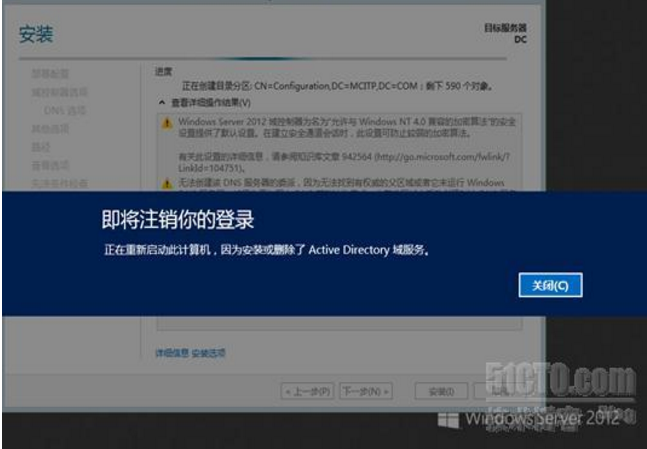 安装
目标服务器
DC
部署配置
域控制器选项
DNS 选项
其他选项
路径
查看选项
先决条件检查
进度
正在创建目录分区: CN=Configuration,DC=MCITP,DC=COM；剩下 590 个对象。
查看详细操作结果(V)
Windows Server 2012 域控制器为名为“允许与 Windows NT 4.0 兼容的加密算法”的安全
设置提供了默认设置。在建立安全通道会话时，此设置可防止较弱的加密算法。
有关此设置的详细信息，请参阅知识库文章 942564 (http://go.microsoft.com/fwlink/?
LinkId=104751)。
无法创建该 DNS 服务器的委派，因为无法找到有权威的父区域或者它未运行 Windows
即将注销你的登录
正在重新启动此计算机，因为安装或删除了 Active Directory 域服务。
关闭(C)
详细信息 安装选项
< 上一步(P)
下一步(N) >
安装(I)
51CTO.com
技术博客 Blog
Windows Server 2012